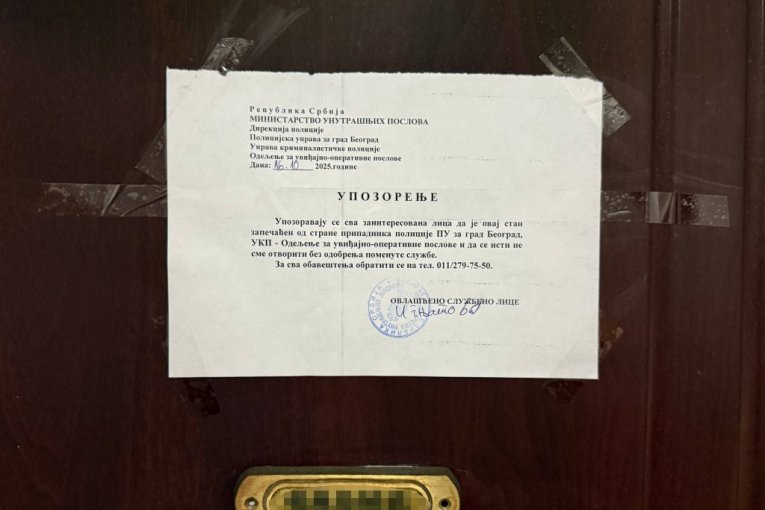 Република Србија
МИНИСТАРСТВО УНУТРАШЊИХ ПОСЛОВА
Дирекција полиције
Полицијска управа за град Београд
Управа криминалистичке полиције
Одељење за увиђајно-оперативне послове
Дана: 16.10. 2025.године
УПОЗОРЕЊЕ
Упозоравају се сва заинтересована лица да је овај стан
запечаћен од стране припадника полиције ПУ за град Београд,
УКП - Одељење за увиђајно-оперативне послове и да се исти не
сме отворити без одобрења поменуте службе.
За сва обавештења обратити се на тел. 011/279-75-50.
ОВЛАШЋЕНО СЛУЖБЕНО ЛИЦЕ